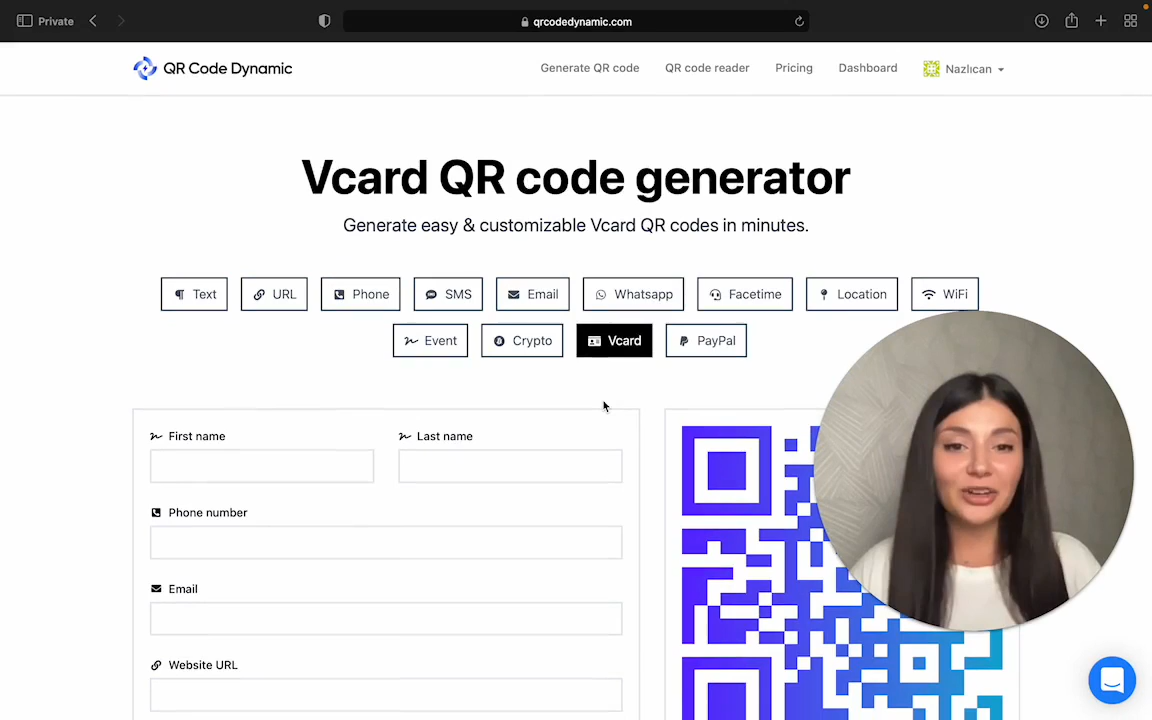 Private
qrcodedynamic.com
QR Code Dynamic
Generate QR code
QR code reader
Pricing
Dashboard
Nazlıcan
Vcard QR code generator
Generate easy & customizable Vcard QR codes in minutes.
Text
URL
Phone
SMS
Email
Whatsapp
Facetime
Location
WiFi
Event
Crypto
Vcard
PayPal
First name
Last name
Phone number
Email
Website URL